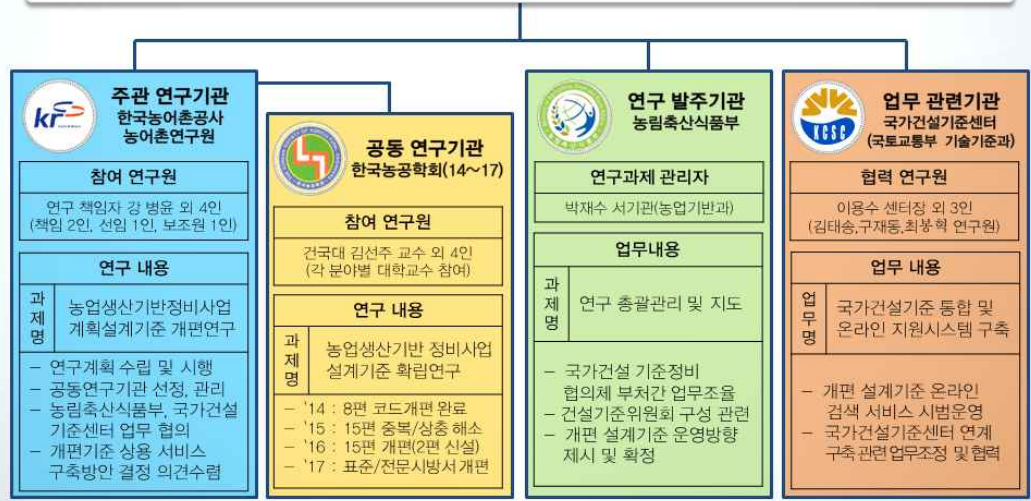 주관 연구기관
한국농어촌공사
농어촌연구원
참여 연구원
연구 책임자 강 병윤 외 4인
(책임 2인, 선임 1인, 보조원 1인)
연구 내용
과제명
농업생산기반정비사업
계획설계기준 개편연구
– 연구계획 수립 및 시행
– 공동연구기관 선정, 관리
– 농림축산식품부, 국가건설
기준센터 업무 협의
– 개편기준 상용 서비스
구축방안 결정 의견수렴
공동 연구기관
한국농공학회(14~17)
참여 연구원
건국대 김선주 교수 외 4인
(각 분야별 대학교수 참여)
연구 내용
과제명
농업생산기반 정비사업
설계기준 확립연구
– '14 : 8편 코드개편 완료
– '15 : 15편 중복/상충 해소
– '16 : 15편 개편(2편 신설)
– '17 : 표준/전문시방서 개편
연구 발주기관
농림축산식품부
연구과제 관리자
박재수 서기관(농업기반과)
업무내용
과제명
연구 총괄관리 및 지도
– 국가건설 기준정비
협의체 부처간 업무조율
– 건설기준위원회 구성 관련
– 개편 설계기준 운영방향
제시 및 확정
KCSC
업무 관련기관
국가건설기준센터
(국토교통부 기술기준과)
협력 연구원
이용수 센터장 외 3인
(김태송,구재동,최봉혁 연구원)
업무 내용
업무명
국가건설기준 통합 및
온라인 지원시스템 구축
– 개편 설계기준 온라인
검색 서비스 시범운영
– 국가건설기준센터 연계
구축관련업무조정 및 협력